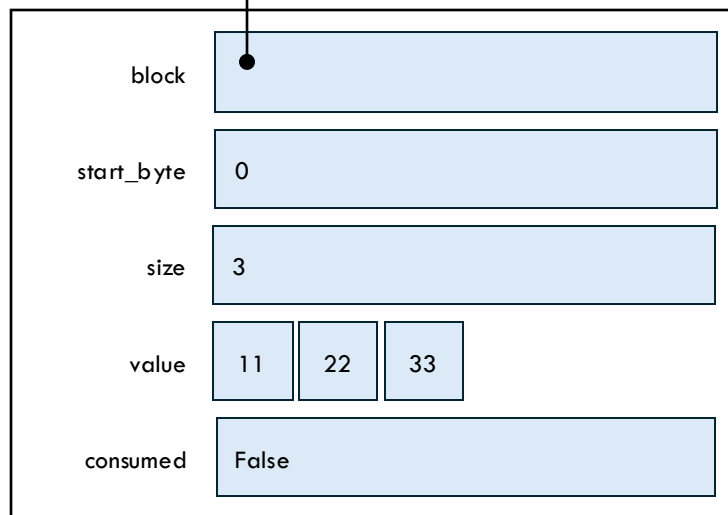 block
start_byte 0
size 3
value 11 22 33
consumed False